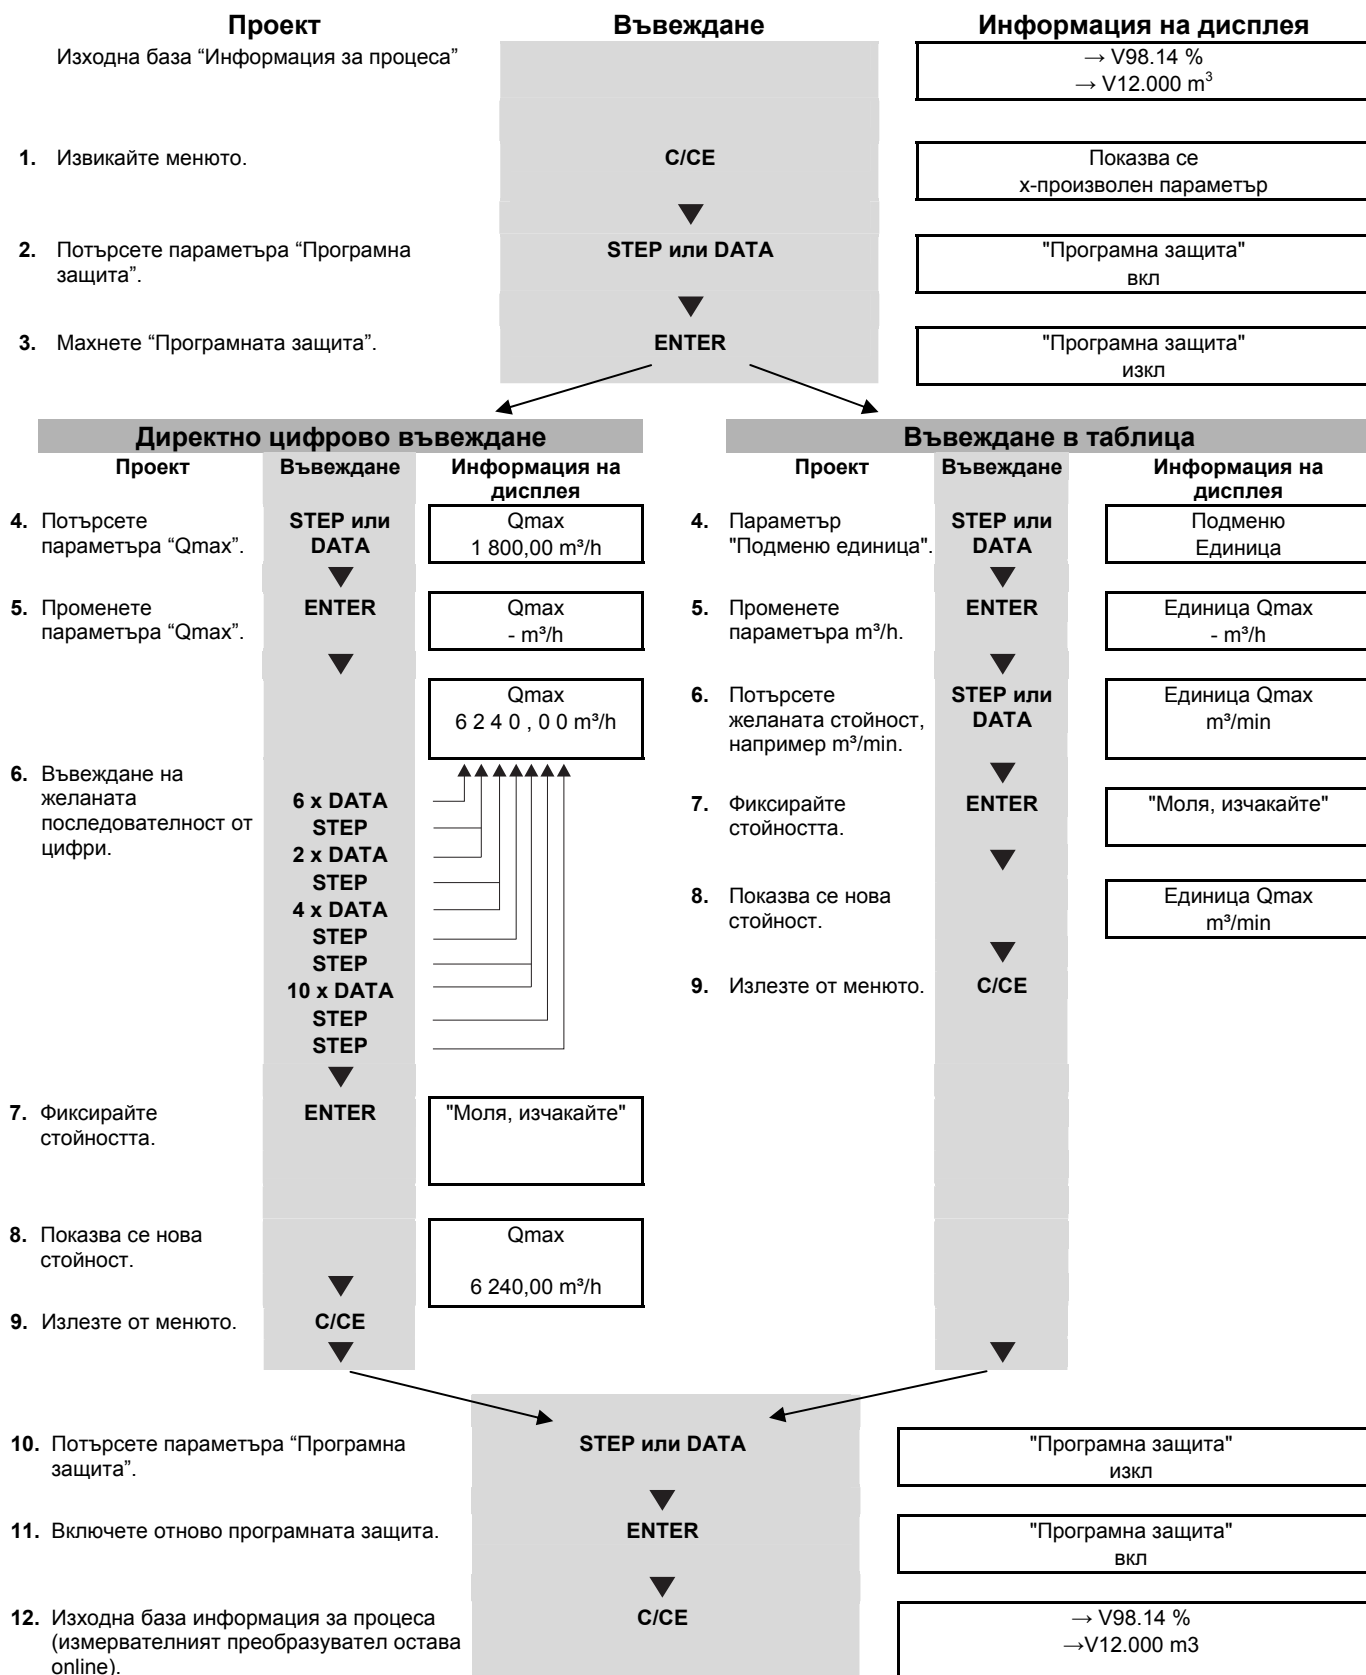 Проект Въвеждане Информация на дисплея
Изходна база “Информация за процеса”
→ V98.14 %
→ V12.000 m³
1. Извикайте менюто. C/CE
Показва се
х-произволен параметър
2. Потърсете параметъра “Програмна
защита”.
STEP или DATA
"Програмна защита"
вкл
3. Махнете “Програмната защита”. ENTER
"Програмна защита"
изкл
Директно цифрово въвеждане
Проект Въвеждане Информация на
дисплея
4. Потърсете
параметъра “Qmax”.
STEP или
DATA
Qmax
1 800,00 m³/h
5. Променете
параметъра “Qmax”.
ENTER
Qmax
- m³/h
Qmax
6 2 4 0 , 0 0 m³/h
6. Въвеждане на
желаната
последователност от
цифри.
6 x DATA
STEP
2 x DATA
STEP
4 x DATA
STEP
STEP
10 x DATA
STEP
STEP
7. Фиксирайте
стойността.
ENTER
"Моля, изчакайте"
8. Показва се нова
стойност.
Qmax
6 240,00 m³/h
9. Излезте от менюто. C/CE
Въвеждане в таблица
Проект Въвеждане Информация на
дисплея
4. Параметър
"Подменю единица".
STEP или
DATA
Подменю
Единица
5. Променете
параметъра m³/h.
ENTER
Единица Qmax
- m³/h
6. Потърсете
желаната стойност,
например m³/min.
STEP или
DATA
Единица Qmax
m³/min
7. Фиксирайте
стойността.
ENTER
"Моля, изчакайте"
8. Показва се нова
стойност.
Единица Qmax
m³/min
9. Излезте от менюто. C/CE
10. Потърсете параметъра “Програмна
защита”.
STEP или DATA
"Програмна защита"
изкл
11. Включете отново програмната защита. ENTER
"Програмна защита"
вкл
12. Изходна база информация за процеса
(измервателният преобразувател остава
online).
C/CE
→ V98.14 %
→V12.000 m3